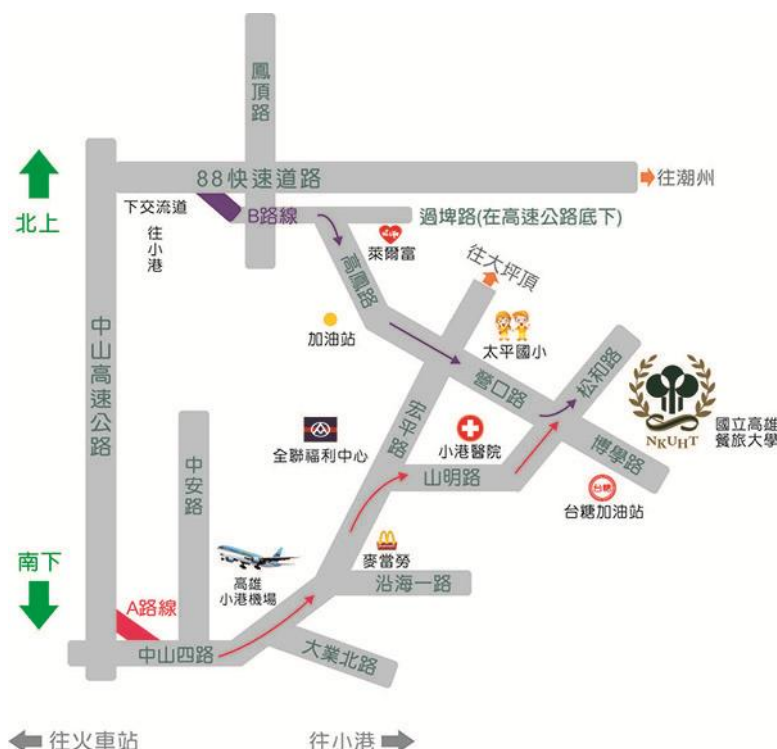 鳳頂路
88快速道路
往潮州
北上
下交流道
往小港
B路線
過埤路(在高速公路底下)
萊爾富
高鳳路
往大坪頂
加油站
太平國小
中山高速公路
營口路
松和路
NKUHT
國立高雄
餐旅大學
宏平路
全聯福利中心
小港醫院
博學路
中安路
山明路
台糖
台糖加油站
南下
麥當勞
高雄
小港機場
沿海一路
A路線
中山四路
大業北路
往火車站
往小港